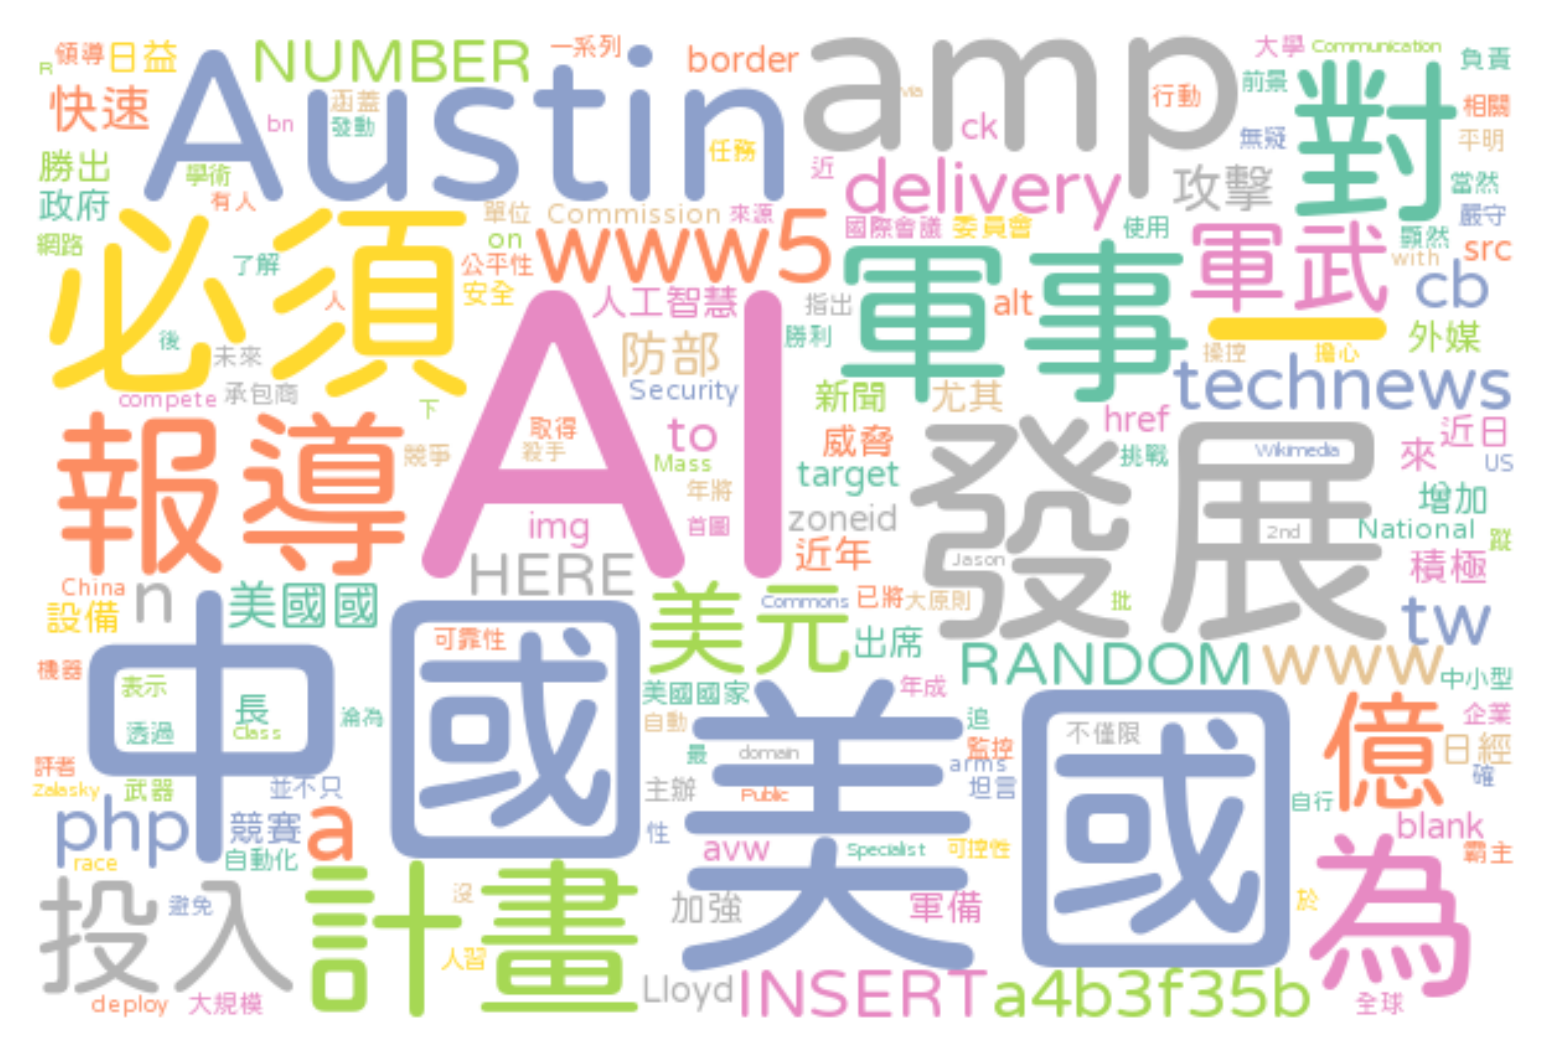 領導 日益 NUMBER 一系列 border amp 大學 Communication 負責
R 快速 Austin 涵蓋 發動 bn ck via 行動 前景 對 相關
勝出 學術 任務 近 delivery 攻擊 無疑 平明 當然
政府 有人 單位 Commission 來源 國際會議 委員會 使用 嚴守
網路 必須 了解 on 公平性 www5 軍事 軍武 顯然 with src
人 安全 人工智慧 指出 alt cb
後 未來 AI 防部 勝利 一 操控 擔心 外媒
compete 承包商 下 Security 新聞 尤其 technews
報導 競爭 取得 殺手 to Mass 威脅 href 近日
年將 target 發展 挑戰 Wikimedia 來 US
img 首圖 zoneid 2nd 增加 National 蹤
HERE 近年 Jason 積極
China 設備 n 美國國 美元 Commons 已將 大原則 批 tw
中國 可靠性 出席 RANDOM www
機器 表示 長 美國國家 年成 中小型
透過 Class 淪為 自動 美國 追 不僅限 億 企業
評者 最 domain 監控 arms 日經
Zalasky 武器 並不只 主辦 Public 坦言 自行 確
php 競賽 a 性 blank
race 自動化 avw Specialist 可控性 為 霸主
投入 避免 計畫 沒 加強 軍備 於
人習
deploy 大規模 Lloyd INSERT a4b3f35b 全球